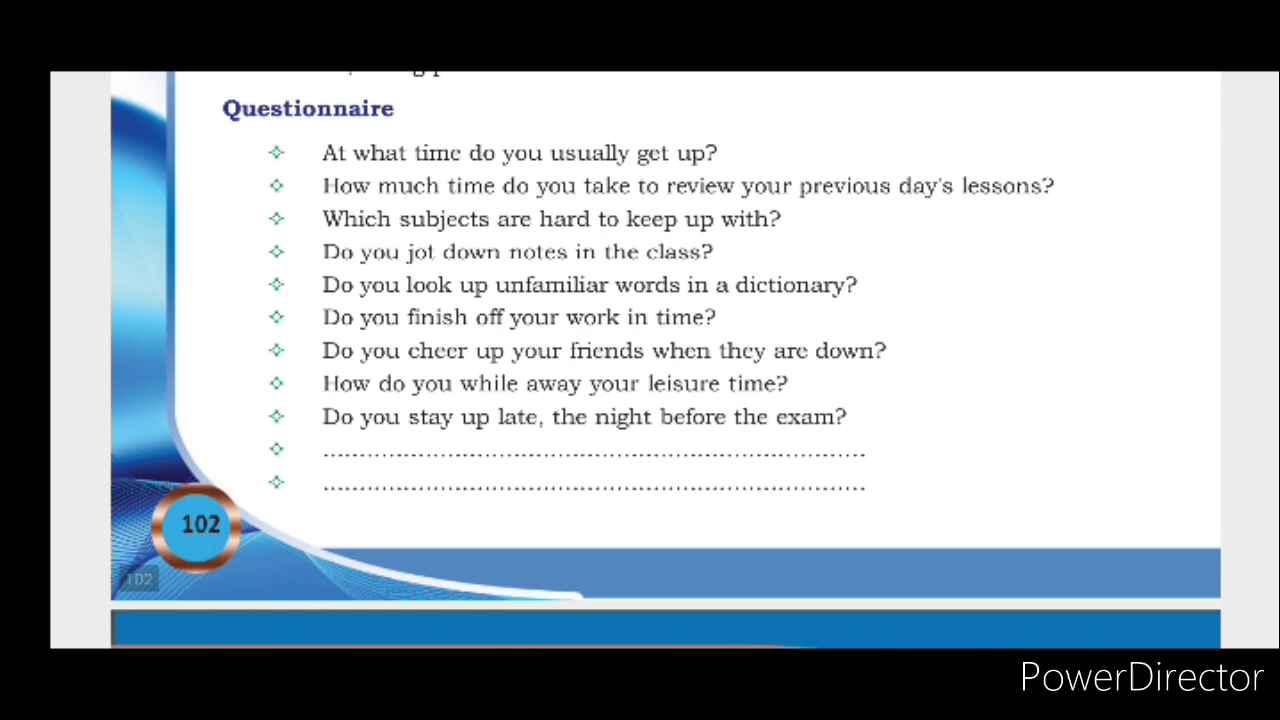 Questionnaire
At what time do you usually get up?
How much time do you take to review your previous day's lessons?
Which subjects are hard to keep up with?
Do you jot down notes in the class?
Do you look up unfamiliar words in a dictionary?
Do you finish off your work in time?
Do you cheer up your friends when they are down?
How do you while away your leisure time?
Do you stay up late, the night before the exam?
................................................................................
................................................................................
102
102
PowerDirector